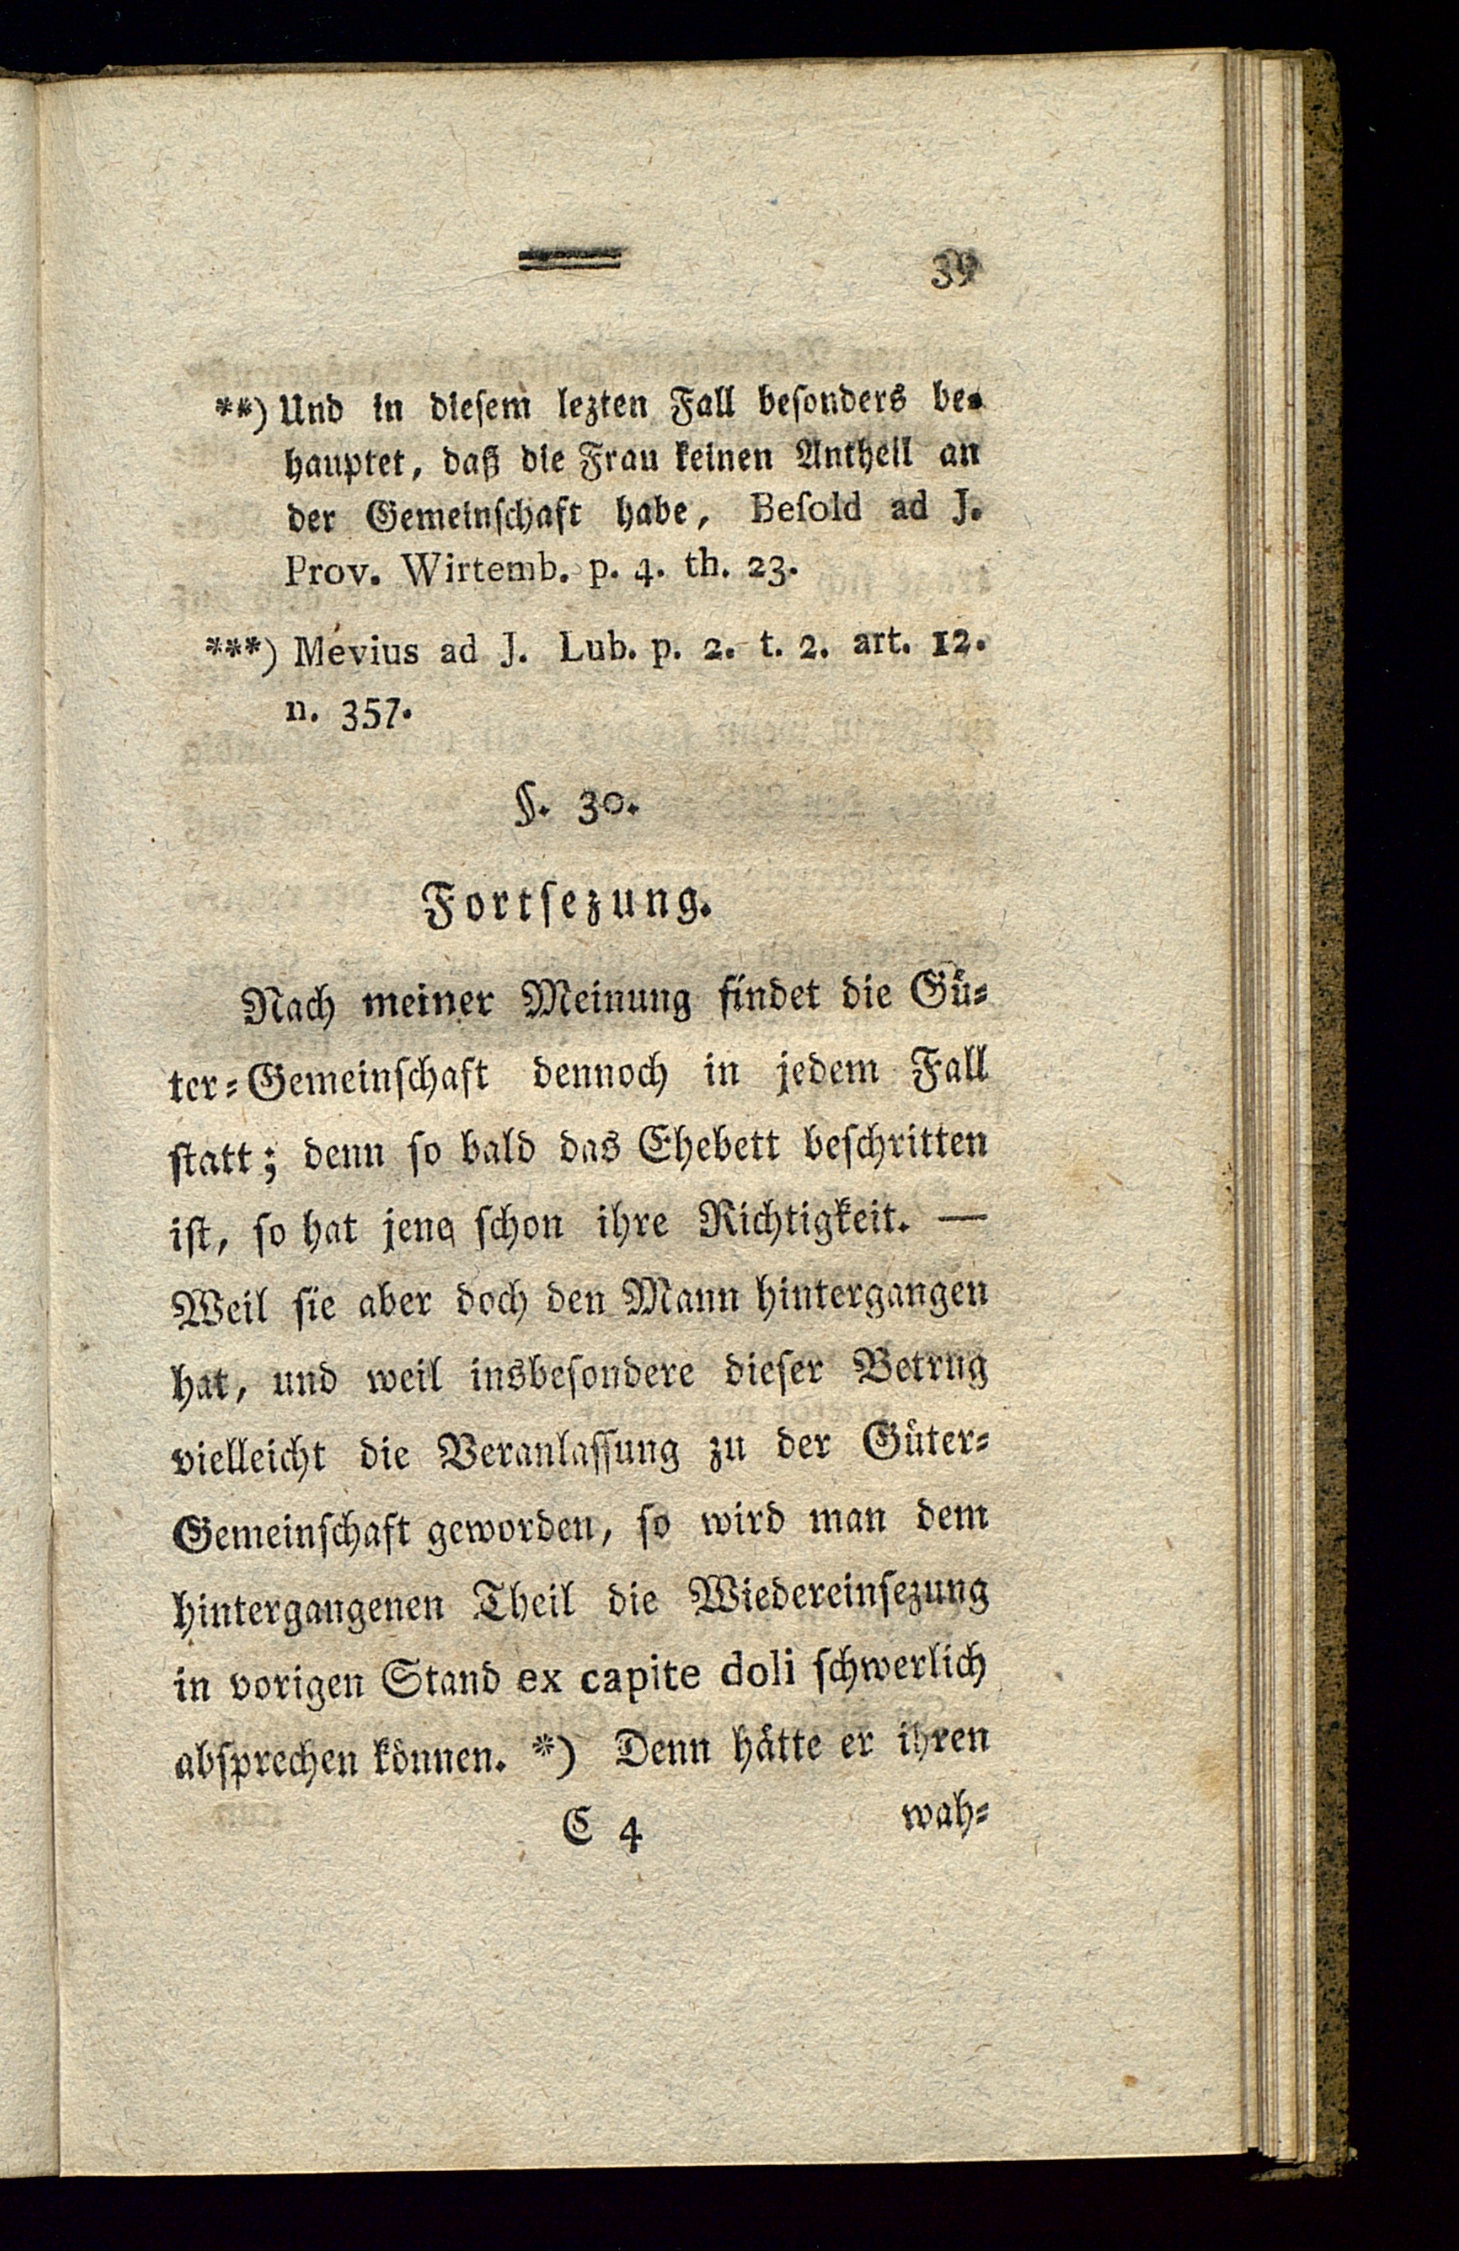 39
**) Und in diesem lezten Fall besonders be-
hauptet, daß die Frau keinen Antheil an
der Gemeinschaft habe, Besold ad J.
Prov. Wirtemb. p. 4. th. 23.
***) Mevius ad J. Lub. p. 2. t. 2. art. 12.
n. 357.
§. 30.
Fortsezung.
Nach meiner Meinung findet die Gü-
ter-Gemeinschaft dennoch in jedem Fall
statt; denn so bald das Ehebett beschritten
ist, so hat jene schon ihre Richtigkeit. —
Weil sie aber doch den Mann hintergangen
hat, und weil insbesondere dieser Betrug
vielleicht die Veranlassung zu der Güter-
Gemeinschaft geworden, so wird man dem
hintergangenen Theil die Wiedereinsezung
in vorigen Stand ex capite doli schwerlich
absprechen können. *) Denn hätte er ihren
C 4 wah-